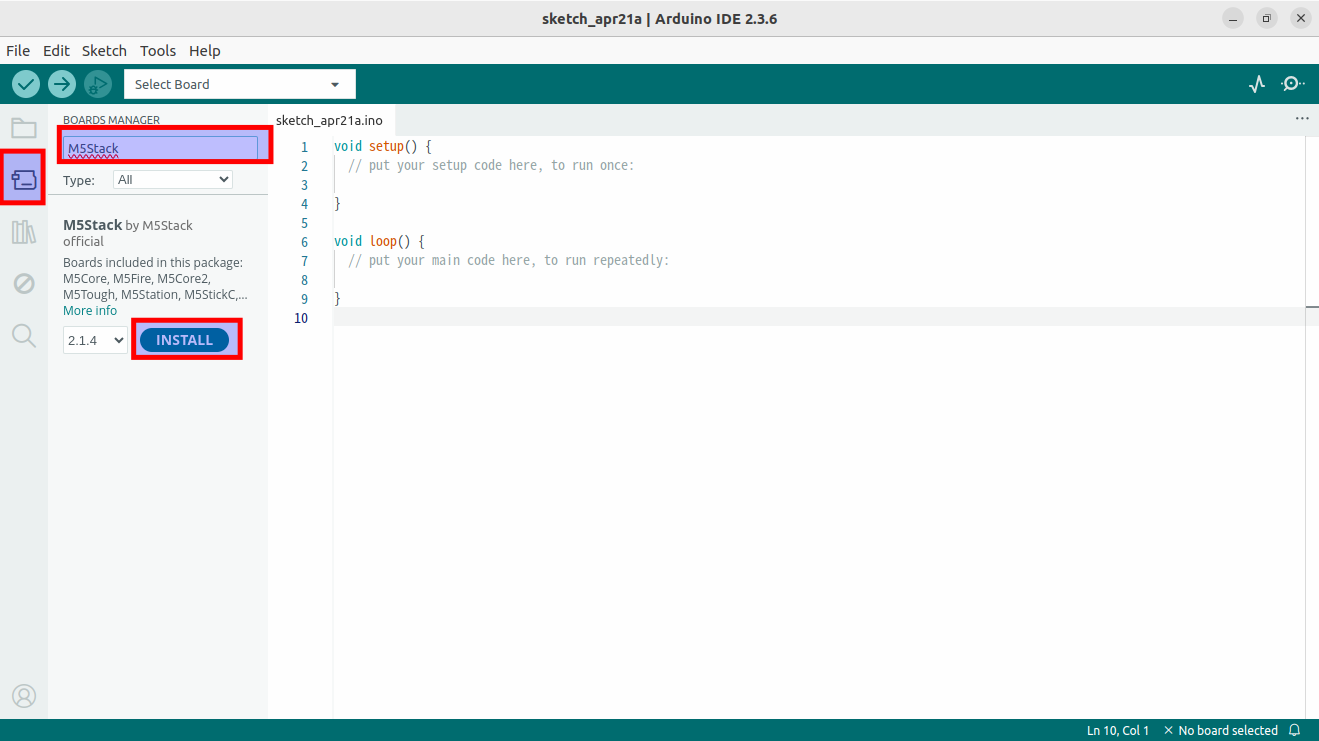 sketch_apr21a | Arduino IDE 2.3.6
File Edit Sketch Tools Help
Select Board
BOARDS MANAGER
M5Stack
Type: All
M5Stack by M5Stack
official
Boards included in this package:
M5Core, M5Fire, M5Core2,
M5Tough, M5Station, M5StickC,...
More info
2.1.4 INSTALL
sketch_apr21a.ino
1 void setup() {
2 // put your setup code here, to run once:
3
4 }
5
6 void loop() {
7 // put your main code here, to run repeatedly:
8
9 }
10
Ln 10, Col 1 × No board selected